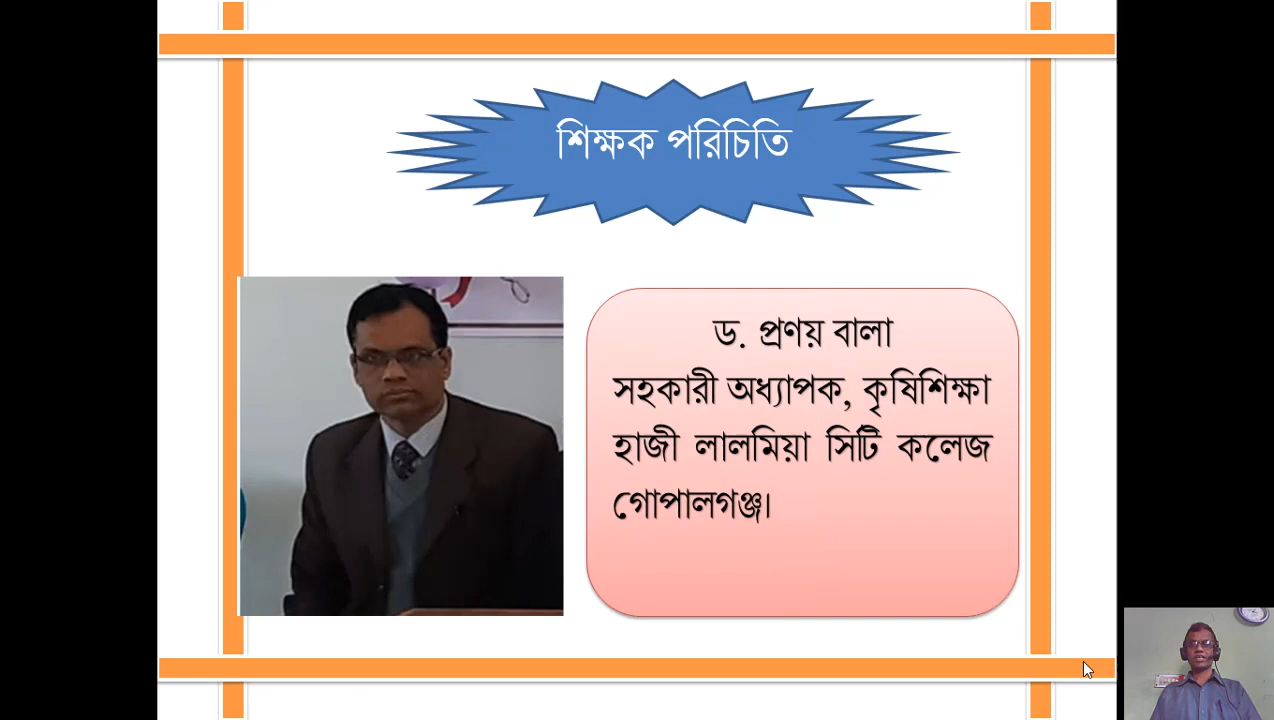 শিক্ষক পরিচিতি
ড. প্রণয় বালা
সহকারী অধ্যাপক, কৃষিশিক্ষা
হাজী লালমিয়া সিটি কলেজ
গোপালগঞ্জ।